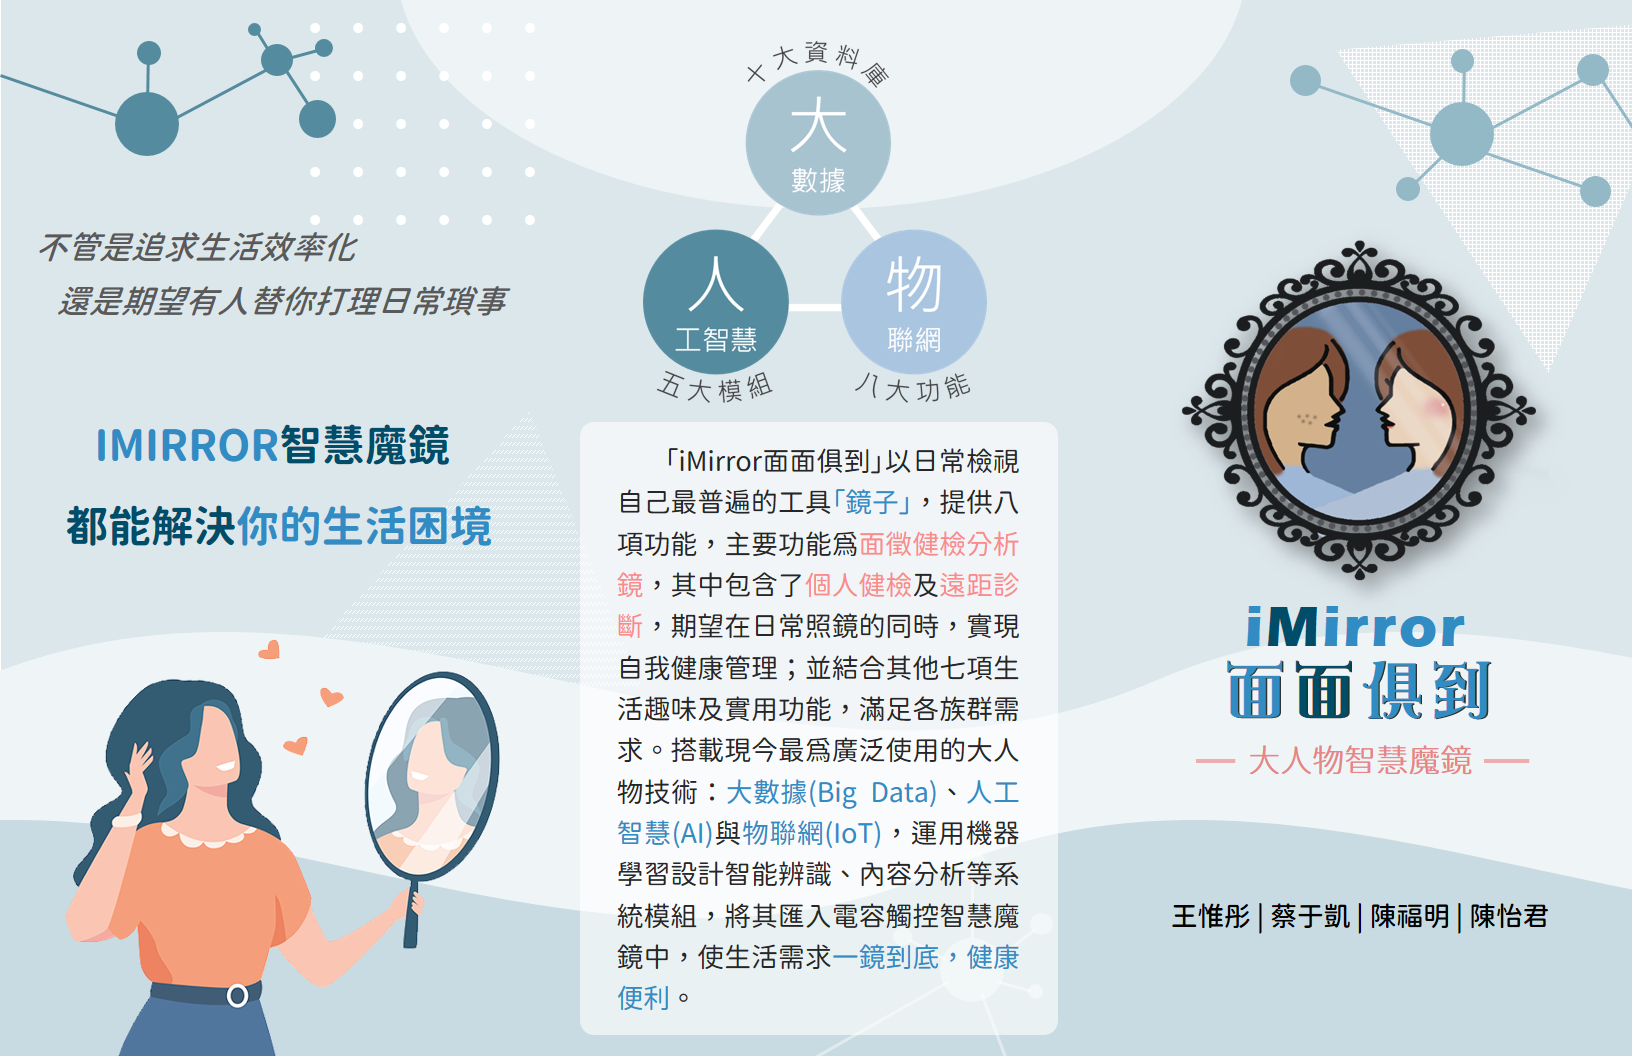 不管是追求生活效率化
還是期望有人替你打理日常瑣事
IMIRROR智慧魔鏡
都能解決你的生活困境
十大資料庫
大
數據
人
工智慧
五大模組
物
聯網
八大功能
「iMirror面面俱到」以日常檢視
自己最普遍的工具「鏡子」，提供八
項功能，主要功能爲面徵健檢分析
鏡，其中包含了個人健檢及遠距診
斷，期望在日常照鏡的同時，實現
自我健康管理；並結合其他七項生
活趣味及實用功能，滿足各族群需
求。搭載現今最爲廣泛使用的大人
物技術：大數據(Big Data)、人工
智慧(AI)與物聯網(IoT)，運用機器
學習設計智能辨識、內容分析等系
統模組，將其匯入電容觸控智慧魔
鏡中，使生活需求一鏡到底，健康
便利。
iMirror
面面俱到
大人物智慧魔鏡
王惟彤 | 蔡于凱 | 陳福明 | 陳怡君